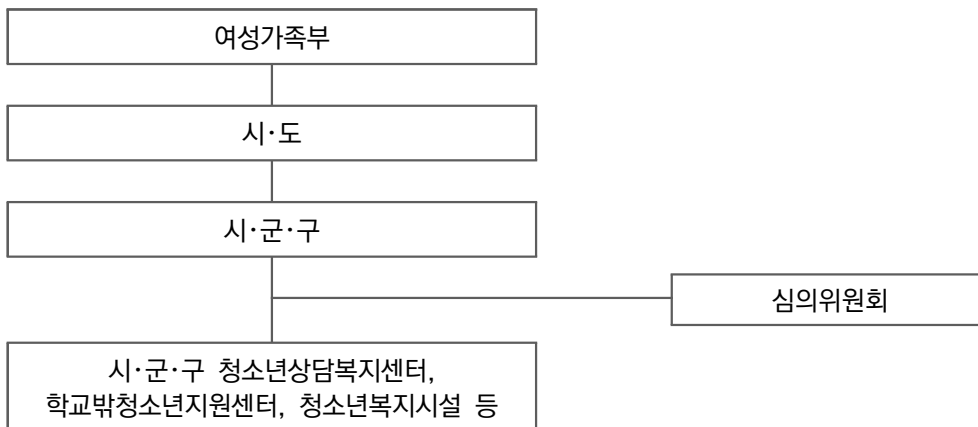 여성가족부
시·도
시·군·구
심의위원회
시·군·구 청소년상담복지센터,
학교밖청소년지원센터, 청소년복지시설 등